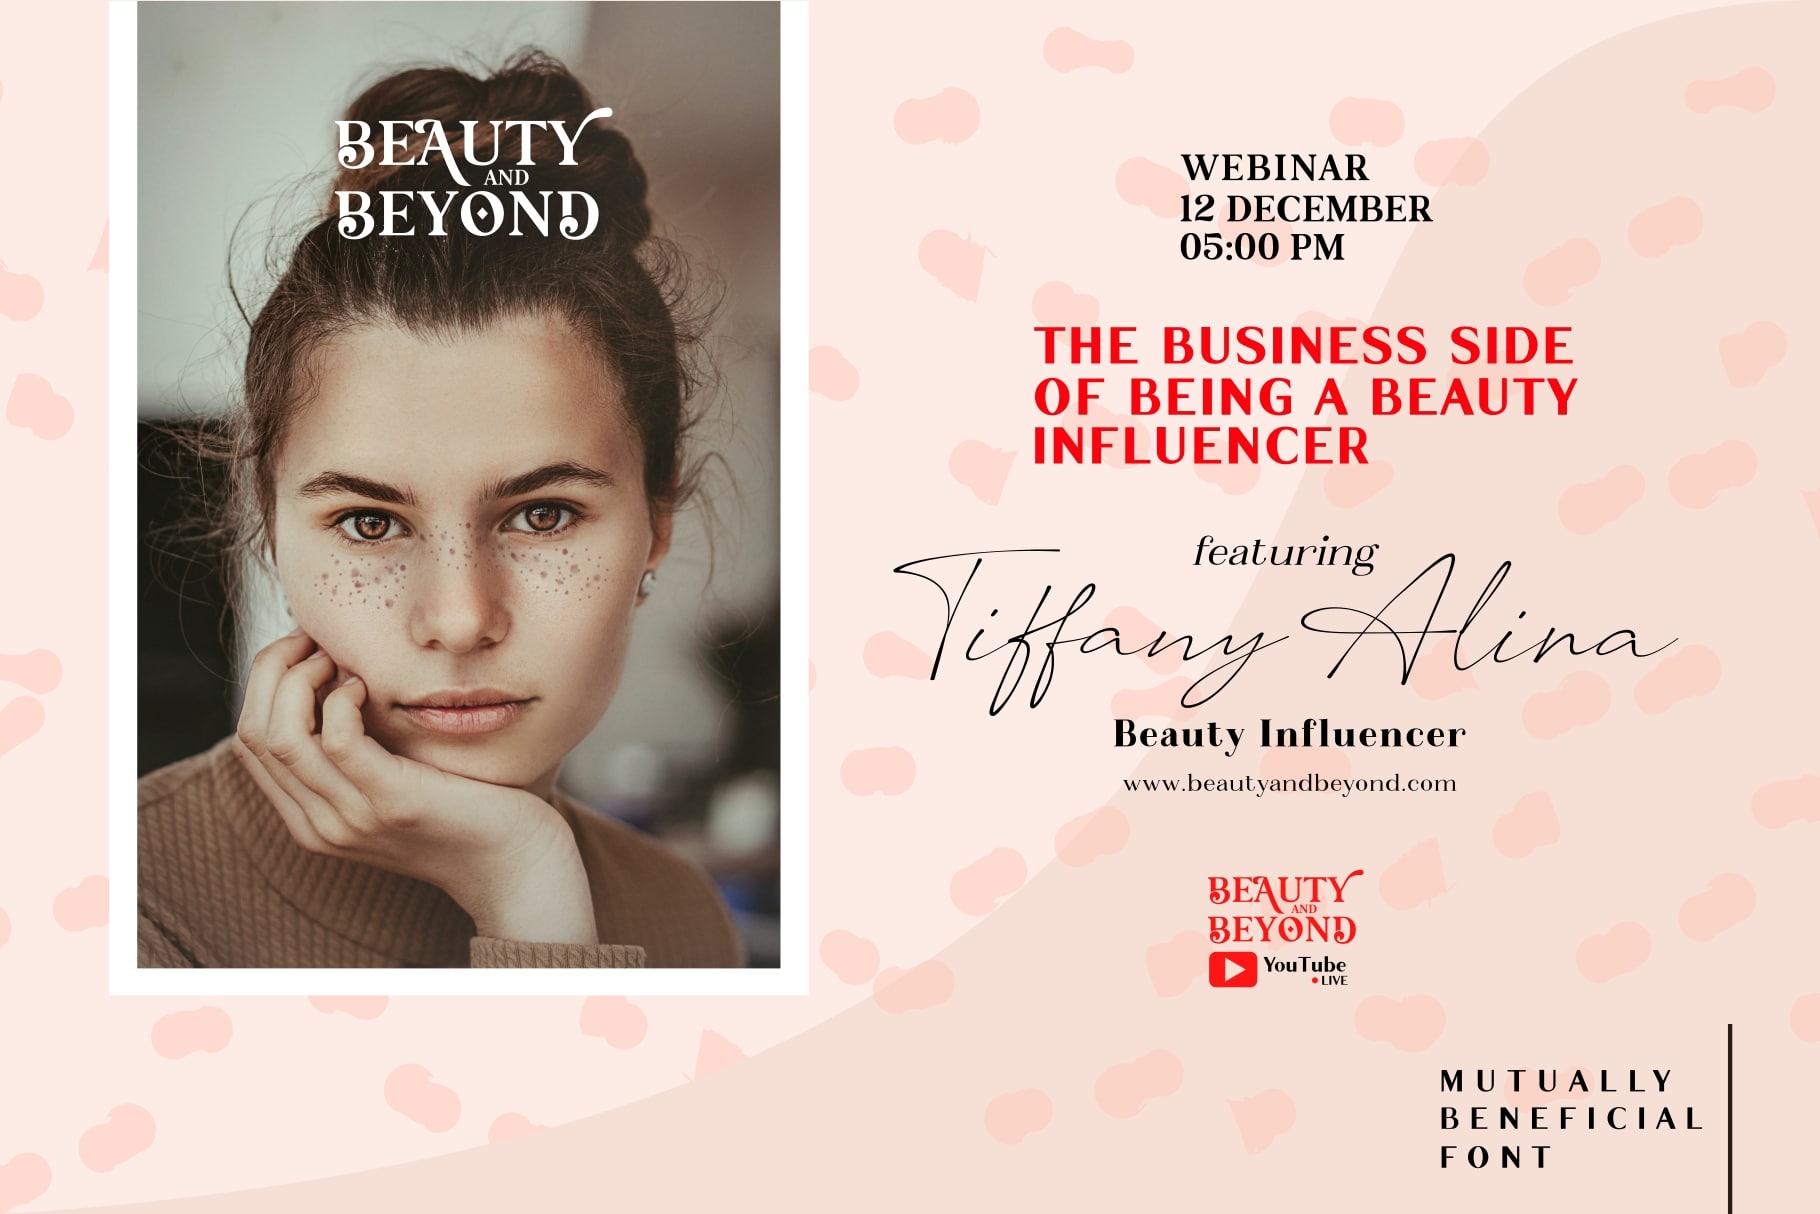 BEAUTY
AND
BEYOND
WEBINAR
12 DECEMBER
05:00 PM
THE BUSINESS SIDE
OF BEING A BEAUTY
INFLUENCER
featuring
Tiffany Alina
Beauty Influencer
www.beautyandbeyond.com
BEAUTY
AND
BEYOND
YouTube
LIVE
MUTUALLY
BENEFICIAL
FONT